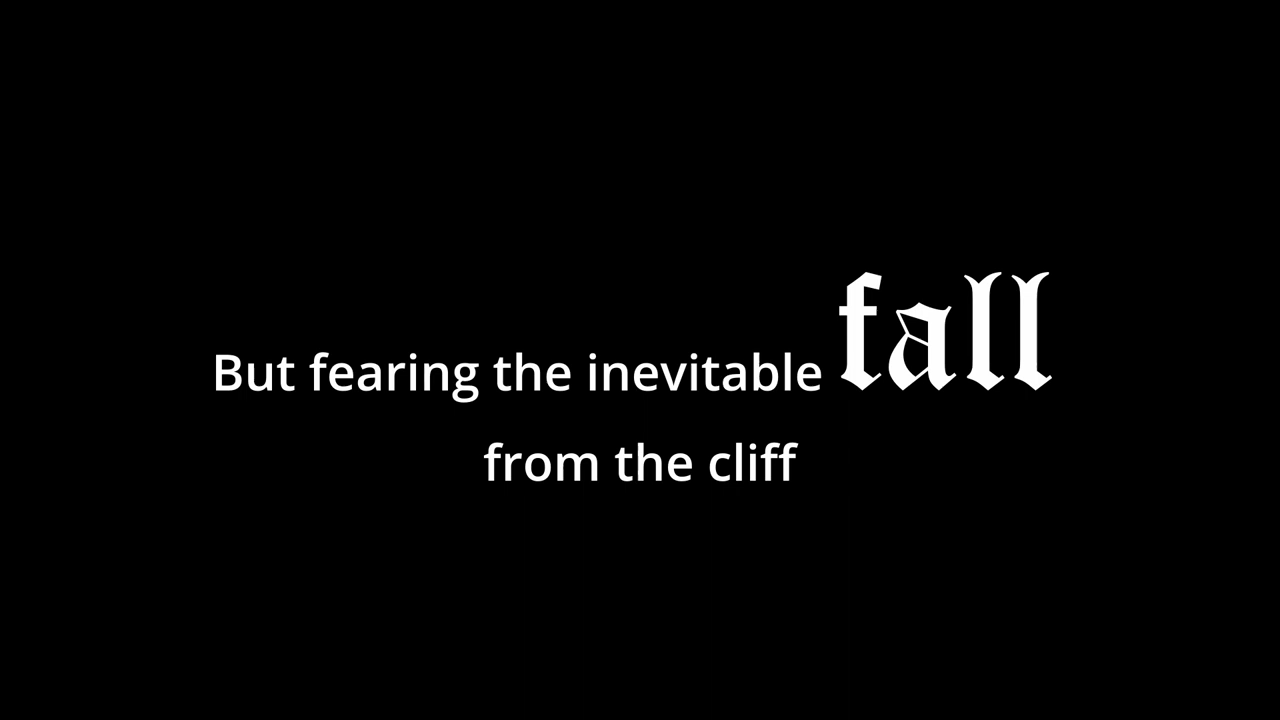 But fearing the inevitable fall
from the cliff